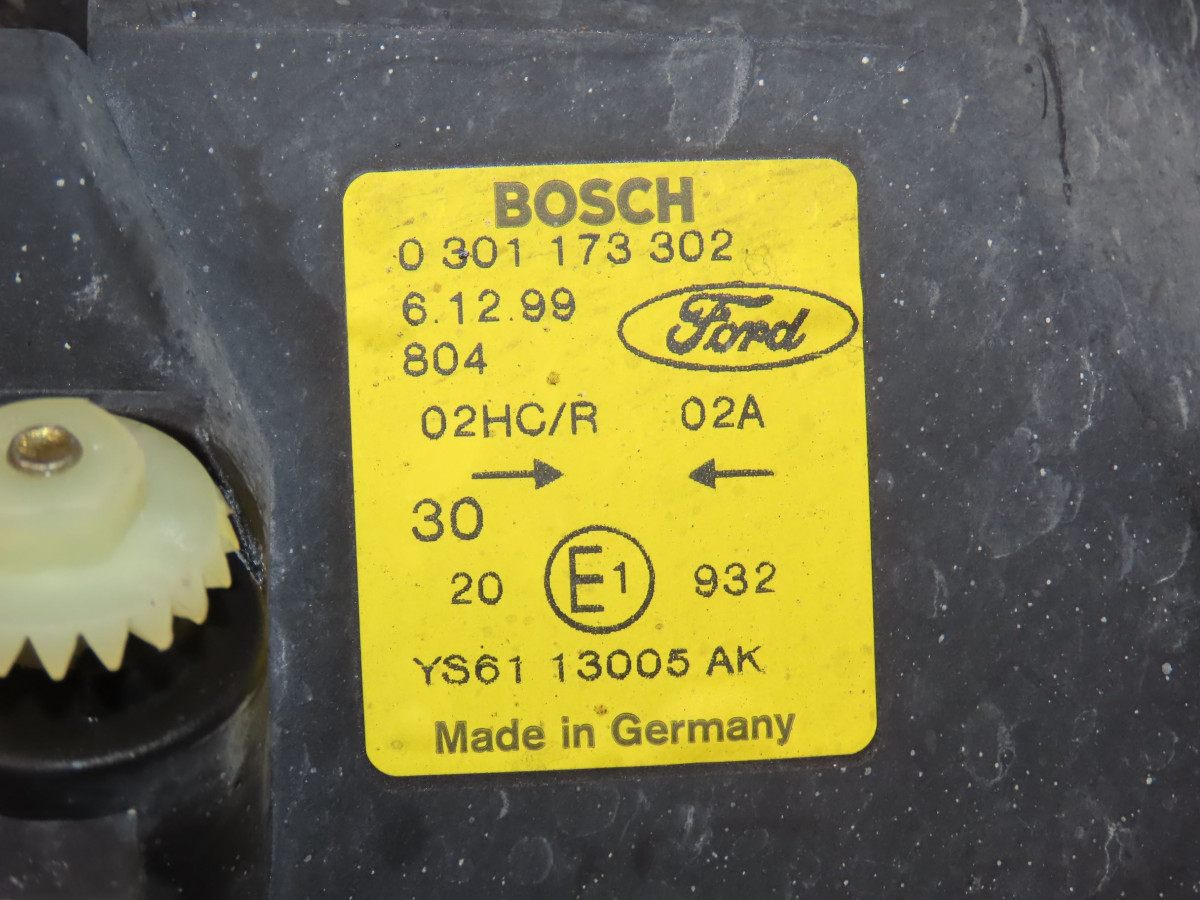 BOSCH
0 301 173 302
6.12.99
Ford
804
02HC/R 02A
30
20 E1 932
YS61 13005 AK
Made in Germany